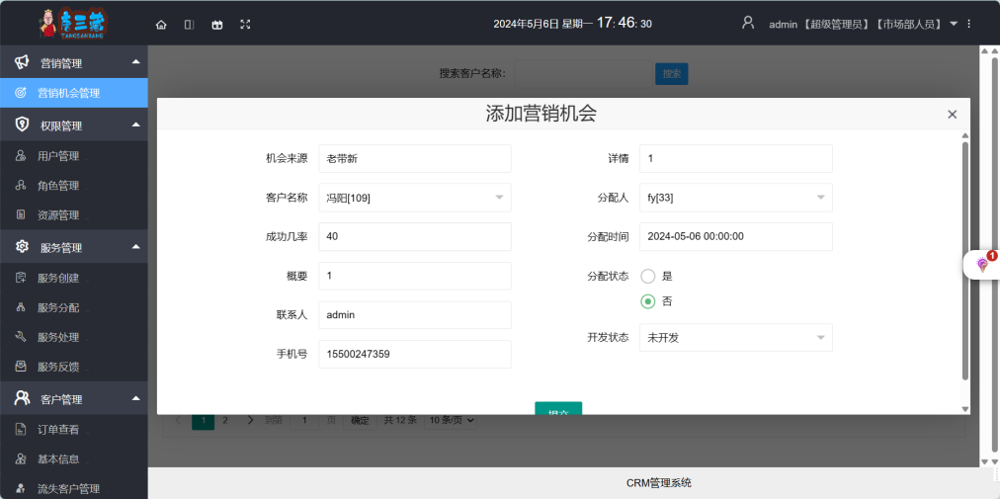 唐三藏
TANGSANZANG
2024年5月6日 星期一 17:46:30
admin 【超级管理员】【市场部人员】
营销管理
营销机会管理
权限管理
用户管理
角色管理
资源管理
服务管理
服务创建
服务分配
服务处理
服务反馈
客户管理
订单查看
基本信息
流失客户管理
搜索客户名称：
搜索
添加营销机会
机会来源 老带新
详情 1
客户名称 冯阳[109]
分配人 fy[33]
成功几率 40
分配时间 2024-05-06 00:00:00
概要 1
分配状态 是
否
联系人 admin
开发状态 未开发
手机号 15500247359
提交
1 2 到第 1 页 确定 共 12 条 10 条/页
1
CRM管理系统